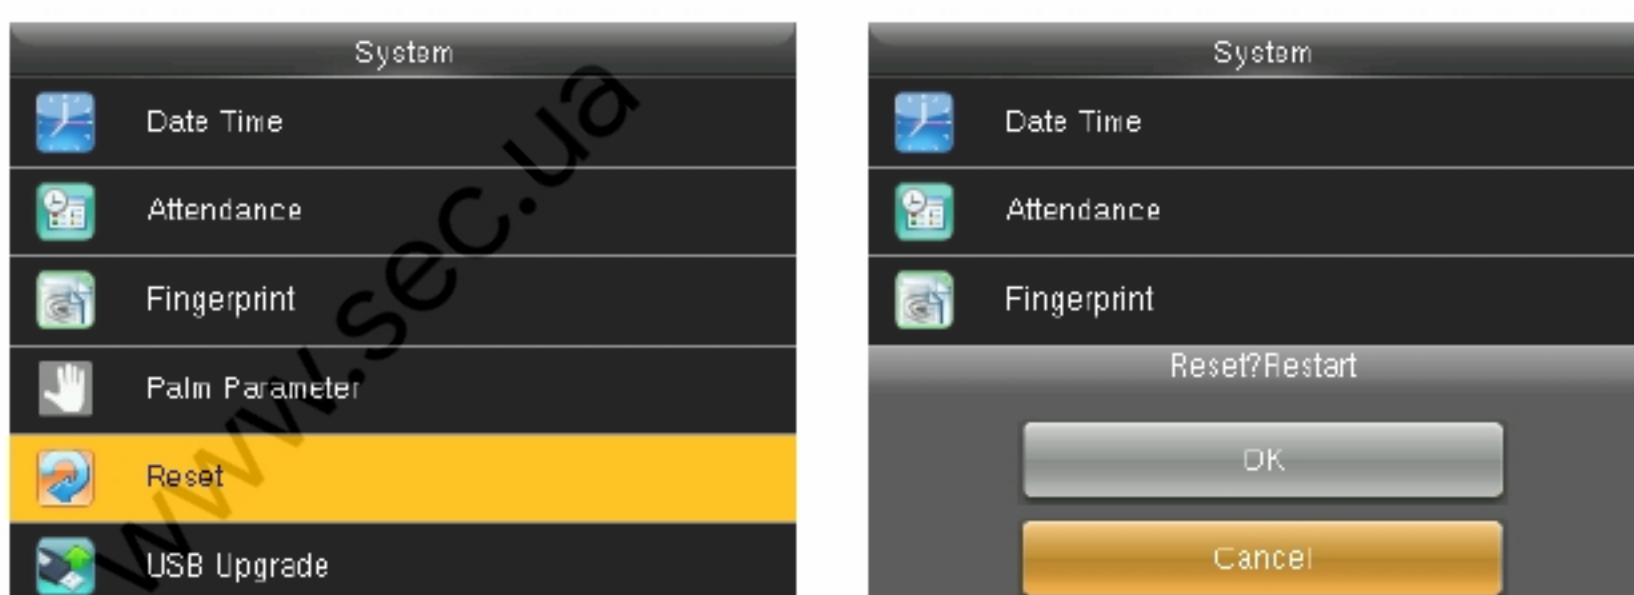 System
Date Time
Attendance
Fingerprint
Palm Parameter
Reset
USB Upgrade
www.sec.ua
System
Date Time
Attendance
Fingerprint
Reset?Restart
OK
Cancel